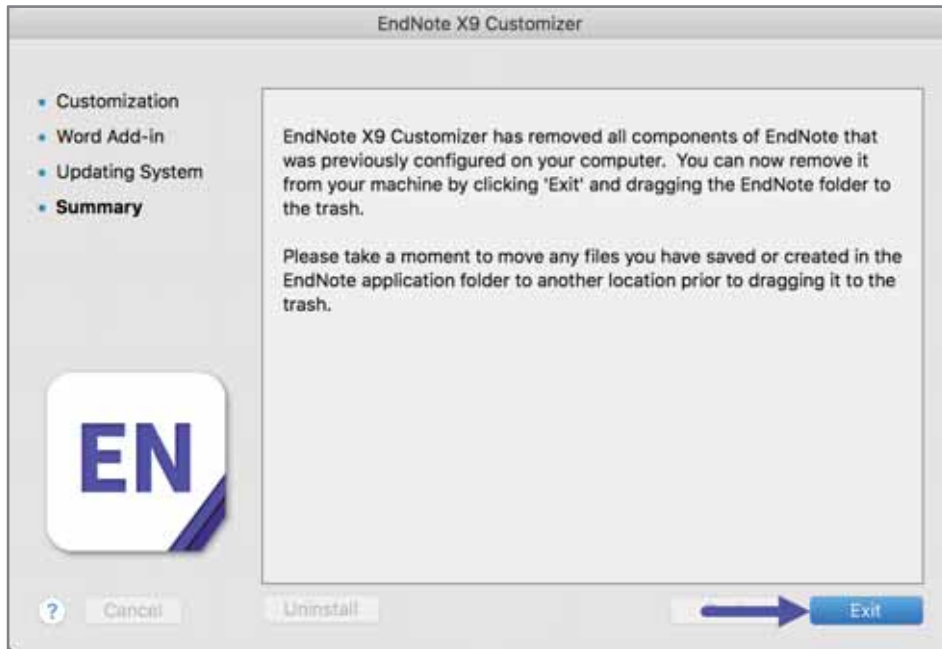 EndNote X9 Customizer
Customization
Word Add-in
Updating System
Summary
EndNote X9 Customizer has removed all components of EndNote that
was previously configured on your computer. You can now remove it
from your machine by clicking 'Exit' and dragging the EndNote folder to
the trash.
Please take a moment to move any files you have saved or created in the
EndNote application folder to another location prior to dragging it to the
trash.
EN
? Cancel
Uninstall
Exit